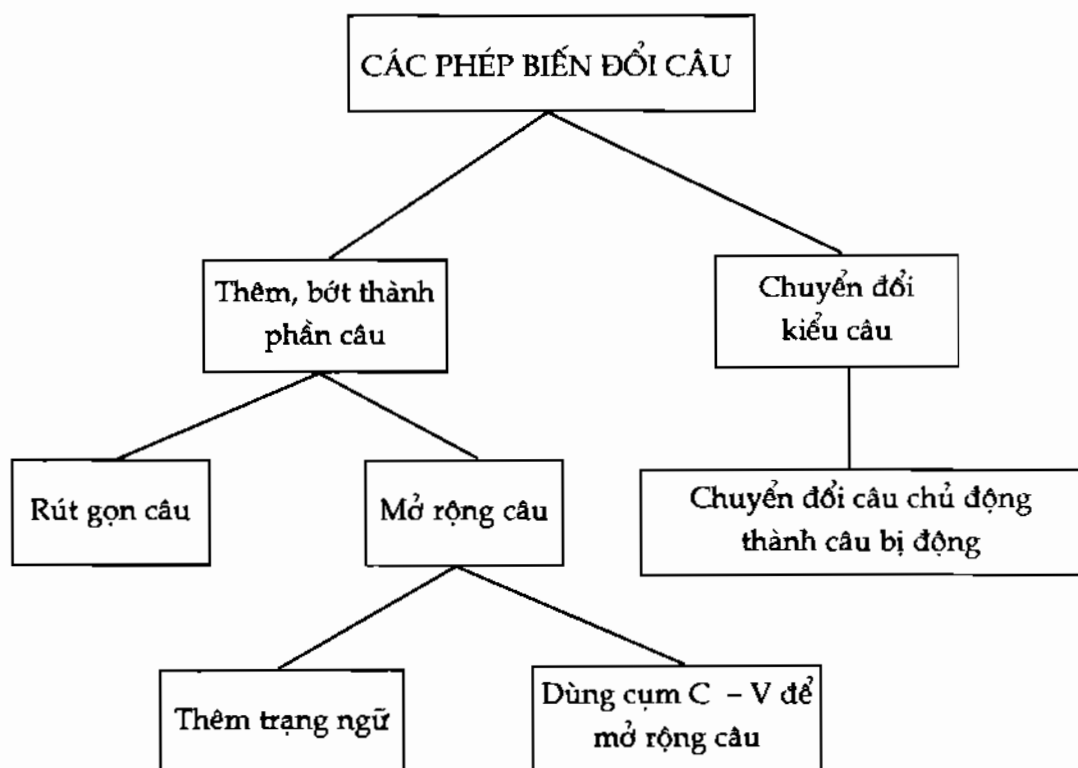 CÁC PHÉP BIẾN ĐỔI CÂU
Thêm, bớt thành
phần câu
Chuyển đổi
kiểu câu
Rút gọn câu
Mở rộng câu
Chuyển đổi câu chủ động
thành câu bị động
Thêm trạng ngữ
Dùng cụm C – V để
mở rộng câu